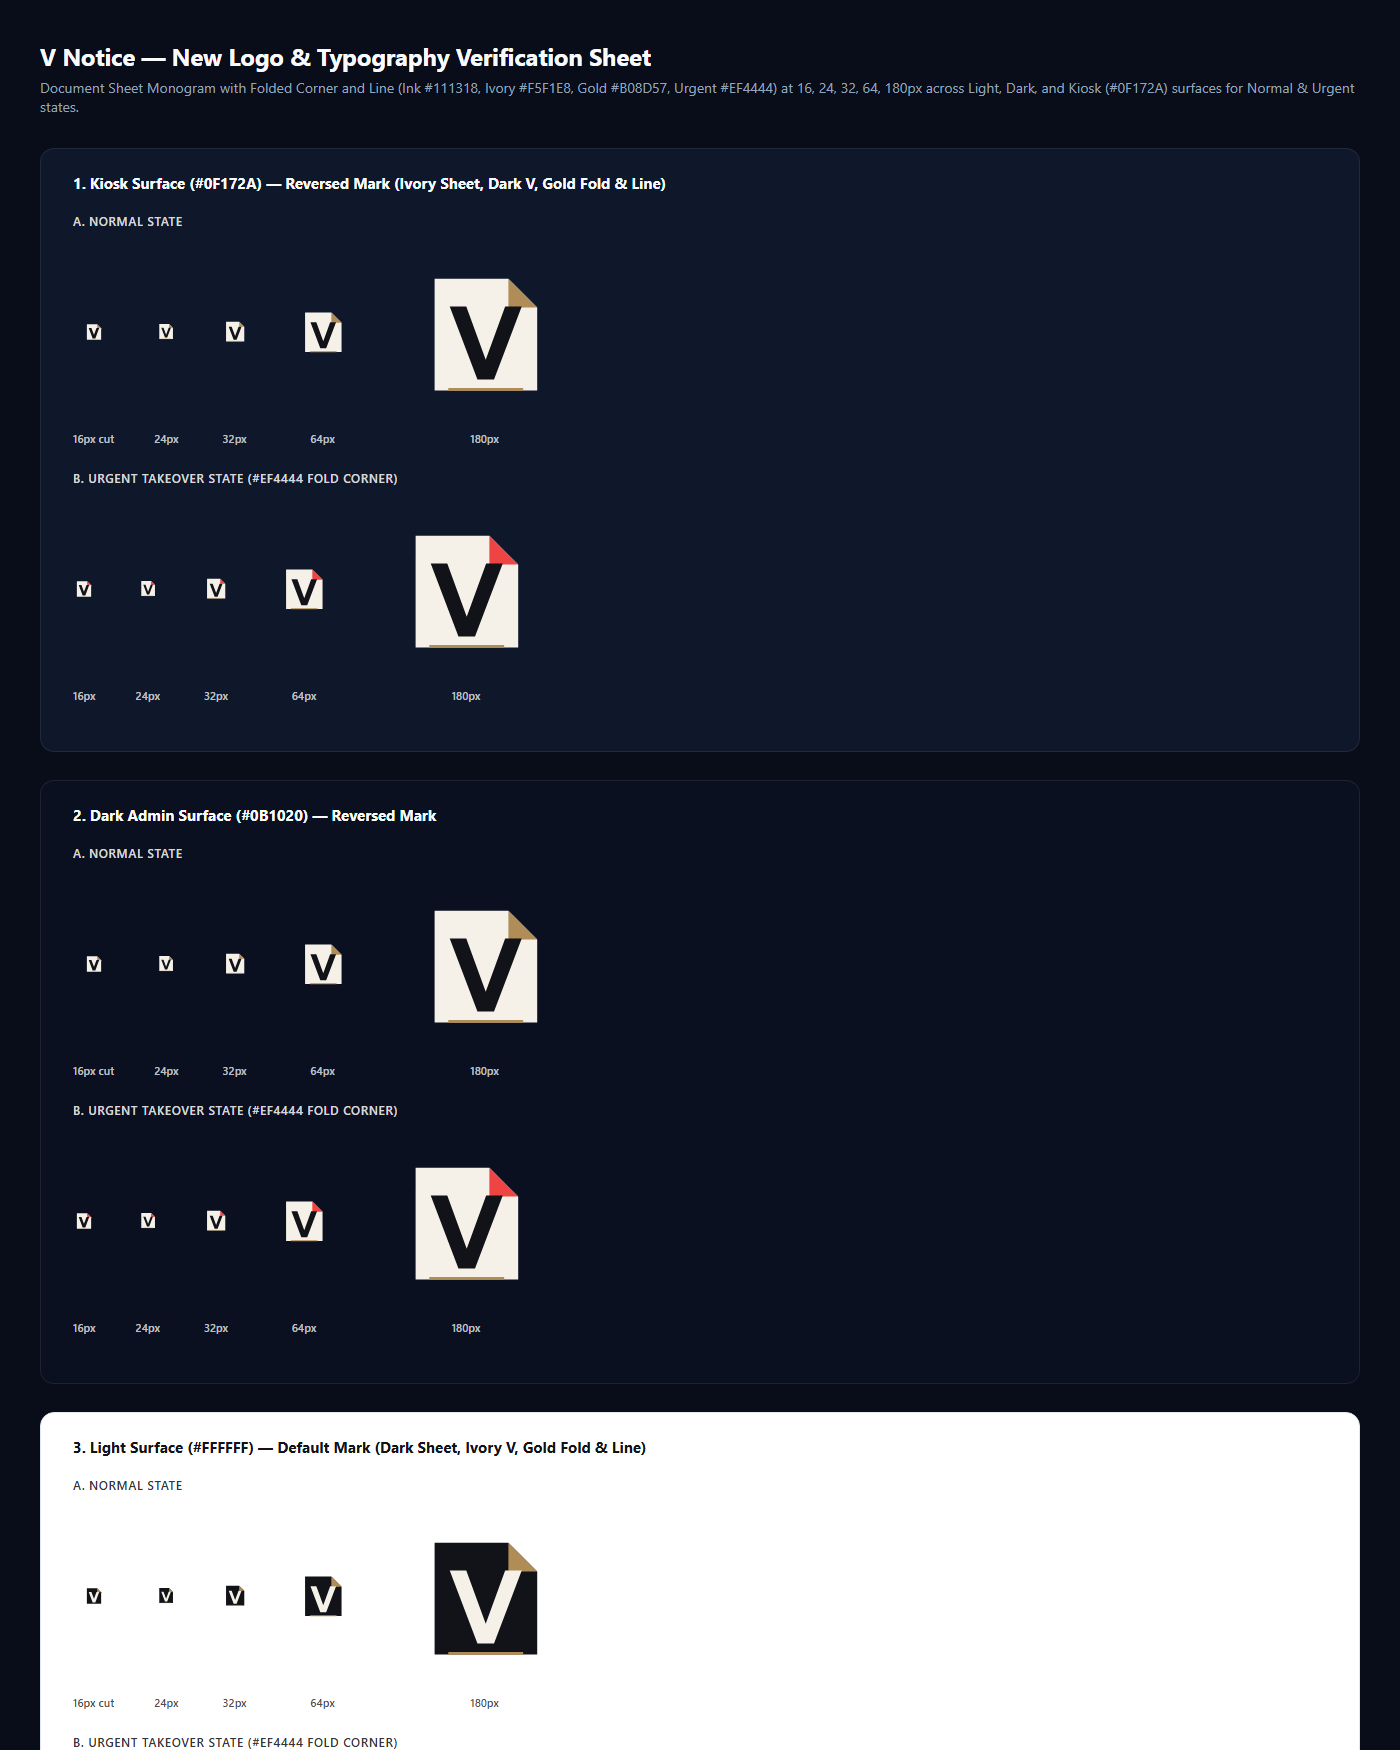 V Notice — New Logo & Typography Verification Sheet
Document Sheet Monogram with Folded Corner and Line (Ink #111318, Ivory #F5F1E8, Gold #B08D57, Urgent #EF4444) at 16, 24, 32, 64, 180px across Light, Dark, and Kiosk (#0F172A) surfaces for Normal & Urgent
states.
1. Kiosk Surface (#0F172A) — Reversed Mark (Ivory Sheet, Dark V, Gold Fold & Line)
A. NORMAL STATE
V V V V V
16px cut 24px 32px 64px 180px
B. URGENT TAKEOVER STATE (#EF4444 FOLD CORNER)
V V V V V
16px 24px 32px 64px 180px
2. Dark Admin Surface (#0B1020) — Reversed Mark
A. NORMAL STATE
V V V V V
16px cut 24px 32px 64px 180px
B. URGENT TAKEOVER STATE (#EF4444 FOLD CORNER)
V V V V V
16px 24px 32px 64px 180px
3. Light Surface (#FFFFFF) — Default Mark (Dark Sheet, Ivory V, Gold Fold & Line)
A. NORMAL STATE
V V V V V
16px cut 24px 32px 64px 180px
B. URGENT TAKEOVER STATE (#EF4444 FOLD CORNER)